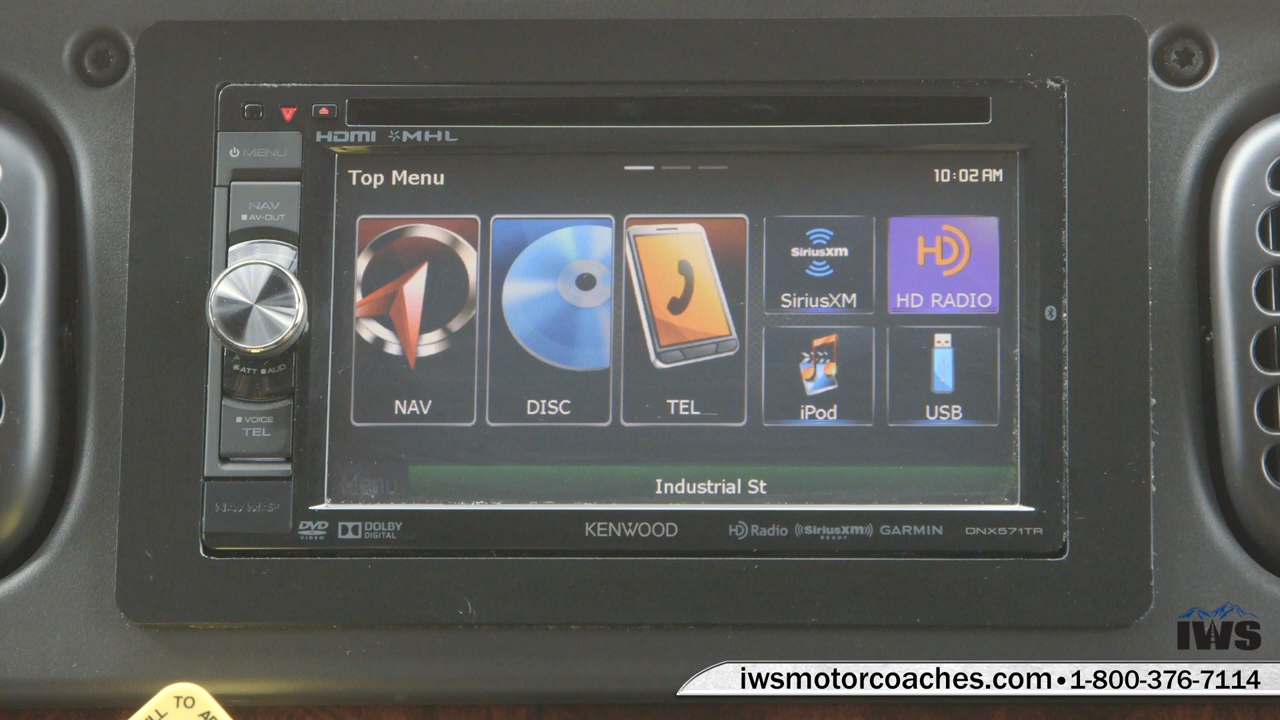 HDMI MHL
MENU
Top Menu
10:02 AM
NAV
AV-OUT
SiriusXM
SiriusXM
HD
HD RADIO
ATT AUD
VOICE
TEL
NAV
DISC
TEL
iPod
USB
Menu
Industrial St
DVD
VIDEO
DOLBY
DIGITAL
KENWOOD
HD Radio
SiriusXM
READY
GARMIN
DNX571TR
IWS
iwsmotorcoaches.com•1-800-376-7114
TO